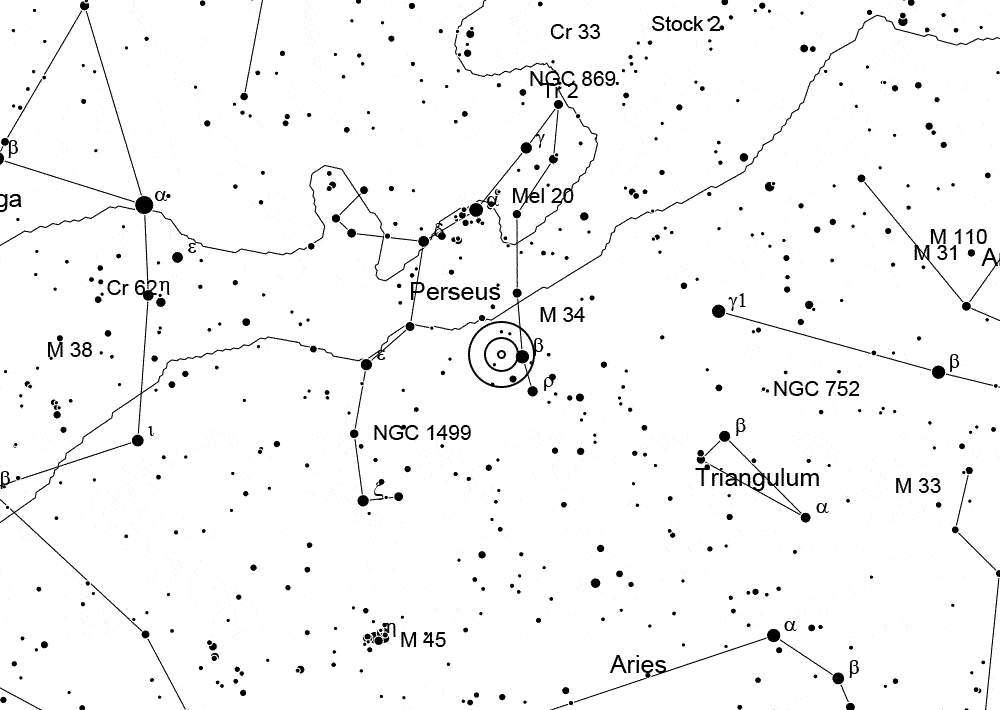 Cr 33
Stock 2
NGC 869
Tr 2
β
γ
α
α
Mel 20
ga
ξ
ε
M 110
M 31
A
Cr 62
η
Perseus
γ1
M 34
M 38
β
ε
β
ρ
NGC 752
ι
NGC 1499
β
β
Triangulum
ζ
M 33
α
η
M 45
α
Aries
β